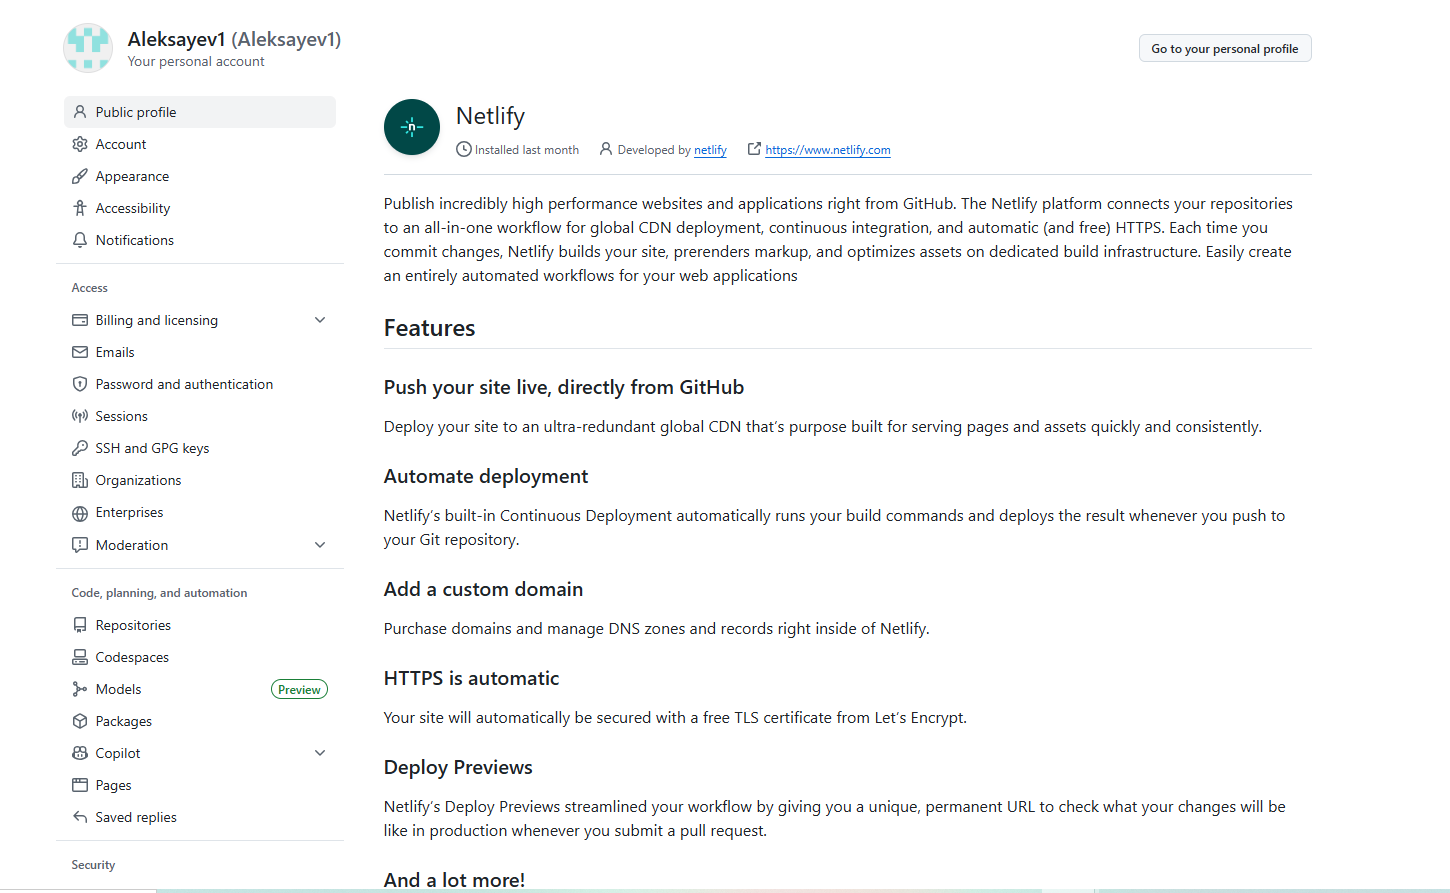 Aleksayev1 (Aleksayev1)
Your personal account
Go to your personal profile
Public profile
Account
Appearance
Accessibility
Notifications
Access
Billing and licensing
Emails
Password and authentication
Sessions
SSH and GPG keys
Organizations
Enterprises
Moderation
Code, planning, and automation
Repositories
Codespaces
Models Preview
Packages
Copilot
Pages
Saved replies
Security
n
Netlify
Installed last month Developed by netlify https://www.netlify.com
Publish incredibly high performance websites and applications right from GitHub. The Netlify platform connects your repositories
to an all-in-one workflow for global CDN deployment, continuous integration, and automatic (and free) HTTPS. Each time you
commit changes, Netlify builds your site, prerenders markup, and optimizes assets on dedicated build infrastructure. Easily create
an entirely automated workflows for your web applications
Features
Push your site live, directly from GitHub
Deploy your site to an ultra-redundant global CDN that’s purpose built for serving pages and assets quickly and consistently.
Automate deployment
Netlify’s built-in Continuous Deployment automatically runs your build commands and deploys the result whenever you push to
your Git repository.
Add a custom domain
Purchase domains and manage DNS zones and records right inside of Netlify.
HTTPS is automatic
Your site will automatically be secured with a free TLS certificate from Let’s Encrypt.
Deploy Previews
Netlify’s Deploy Previews streamlined your workflow by giving you a unique, permanent URL to check what your changes will be
like in production whenever you submit a pull request.
And a lot more!